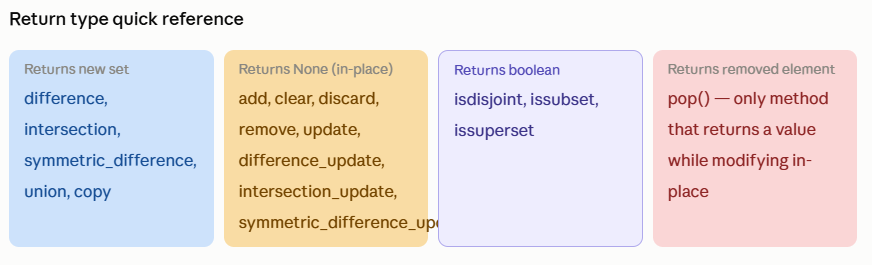 Return type quick reference
Returns new set
difference,
intersection,
symmetric_difference,
union, copy
Returns None (in-place)
add, clear, discard,
remove, update,
difference_update,
intersection_update,
symmetric_difference_upd
Returns boolean
isdisjoint, issubset,
issuperset
Returns removed element
pop() — only method
that returns a value
while modifying in-
place